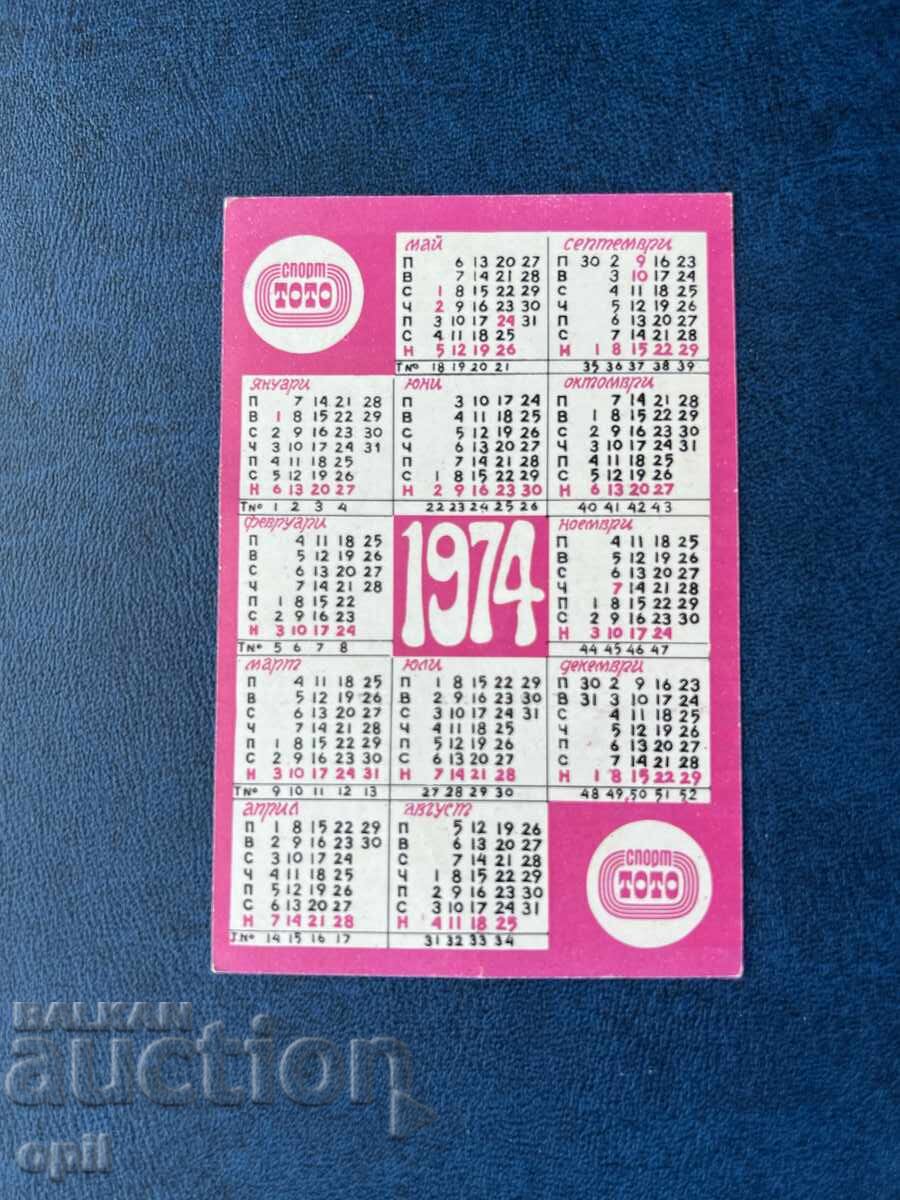 спорт
ТОТО
май
П 6 13 20 27
В 7 14 21 28
С 1 8 15 22 29
Ч 2 9 16 23 30
П 3 10 17 24 31
С 4 11 18 25
Н 5 12 19 26
Т№ 18 19 20 21
септември
П 30 2 9 16 23
В 3 10 17 24
С 4 11 18 25
Ч 5 12 19 26
П 6 13 20 27
С 7 14 21 28
Н 1 8 15 22 29
35 36 37 38 39
януари
П 7 14 21 28
В 1 8 15 22 29
С 2 9 16 23 30
Ч 3 10 17 24 31
П 4 11 18 25
С 5 12 19 26
Н 6 13 20 27
Т№ 1 2 3 4
юни
П 3 10 17 24
В 4 11 18 25
С 5 12 19 26
Ч 6 13 20 27
П 7 14 21 28
С 1 8 15 22 29
Н 2 9 16 23 30
22 23 24 25 26
октомври
П 7 14 21 28
В 1 8 15 22 29
С 2 9 16 23 30
Ч 3 10 17 24 31
П 4 11 18 25
С 5 12 19 26
Н 6 13 20 27
40 41 42 43
февруари
П 4 11 18 25
В 5 12 19 26
С 6 13 20 27
Ч 7 14 21 28
П 1 8 15 22
С 2 9 16 23
Н 3 10 17 24
Т№ 5 6 7 8
1974
ноември
П 4 11 18 25
В 5 12 19 26
С 6 13 20 27
Ч 7 14 21 28
П 1 8 15 22 29
С 2 9 16 23 30
Н 3 10 17 24
44 45 46 47
март
П 4 11 18 25
В 5 12 19 26
С 6 13 20 27
Ч 7 14 21 28
П 1 8 15 22 29
С 2 9 16 23 30
Н 3 10 17 24 31
Т№ 9 10 11 12 13
юли
П 1 8 15 22 29
В 2 9 16 23 30
С 3 10 17 24 31
Ч 4 11 18 25
П 5 12 19 26
С 6 13 20 27
Н 7 14 21 28
27 28 29 30
декември
П 30 2 9 16 23
В 31 3 10 17 24
С 4 11 18 25
Ч 5 12 19 26
П 6 13 20 27
С 7 14 21 28
Н 1 8 15 22 29
48 49 50 51 52
април
П 1 8 15 22 29
В 2 9 16 23 30
С 3 10 17 24
Ч 4 11 18 25
П 5 12 19 26
С 6 13 20 27
Н 7 14 21 28
Т№ 14 15 16 17
август
П 5 12 19 26
В 6 13 20 27
С 7 14 21 28
Ч 1 8 15 22 29
П 2 9 16 23 30
С 3 10 17 24 31
Н 4 11 18 25
31 32 33 34
спорт
ТОТО
BALKAN
auction
opil